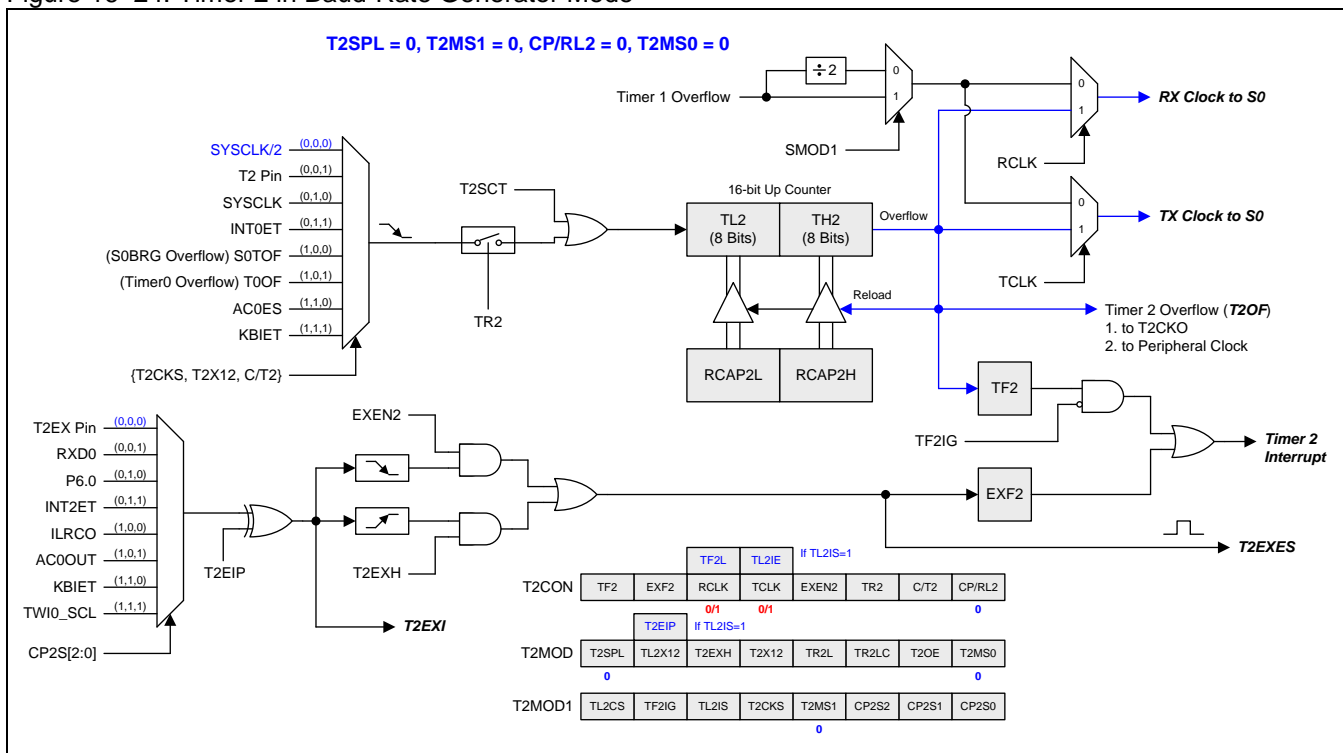 Figure 16-24. Timer 2 in Baud Rate Generator Mode
T2SPL = 0, T2MS1 = 0, CP/RL2 = 0, T2MS0 = 0
÷2
0
1
Timer 1 Overflow
SMOD1
0
1
RX Clock to S0
RCLK
0
1
TX Clock to S0
TCLK
SYSCLK/2 (0,0,0)
T2 Pin (0,0,1)
SYSCLK (0,1,0)
INT0ET (0,1,1)
(S0BRG Overflow) S0TOF (1,0,0)
(Timer0 Overflow) T0OF (1,0,1)
AC0ES (1,1,0)
KBIET (1,1,1)
{T2CKS, T2X12, C/T2}
TR2
T2SCT
16-bit Up Counter
TL2
(8 Bits)
TH2
(8 Bits)
Overflow
Reload
RCAP2L
RCAP2H
Timer 2 Overflow (T2OF)
1. to T2CKO
2. to Peripheral Clock
TF2
TF2IG
Timer 2
Interrupt
EXF2
T2EXES
T2EX Pin (0,0,0)
RXD0 (0,0,1)
P6.0 (0,1,0)
INT2ET (0,1,1)
ILRCO (1,0,0)
AC0OUT (1,0,1)
KBIET (1,1,0)
TWI0_SCL (1,1,1)
CP2S[2:0]
T2EIP
EXEN2
T2EXH
T2EXI
TF2L TL2IE If TL2IS=1
T2CON TF2 EXF2 RCLK TCLK EXEN2 TR2 C/T2 CP/RL2
0/1 0/1 0
T2EIP If TL2IS=1
T2MOD T2SPL TL2X12 T2EXH T2X12 TR2L TR2LC T2OE T2MS0
0 0
T2MOD1 TL2CS TF2IG TL2IS T2CKS T2MS1 CP2S2 CP2S1 CP2S0
0